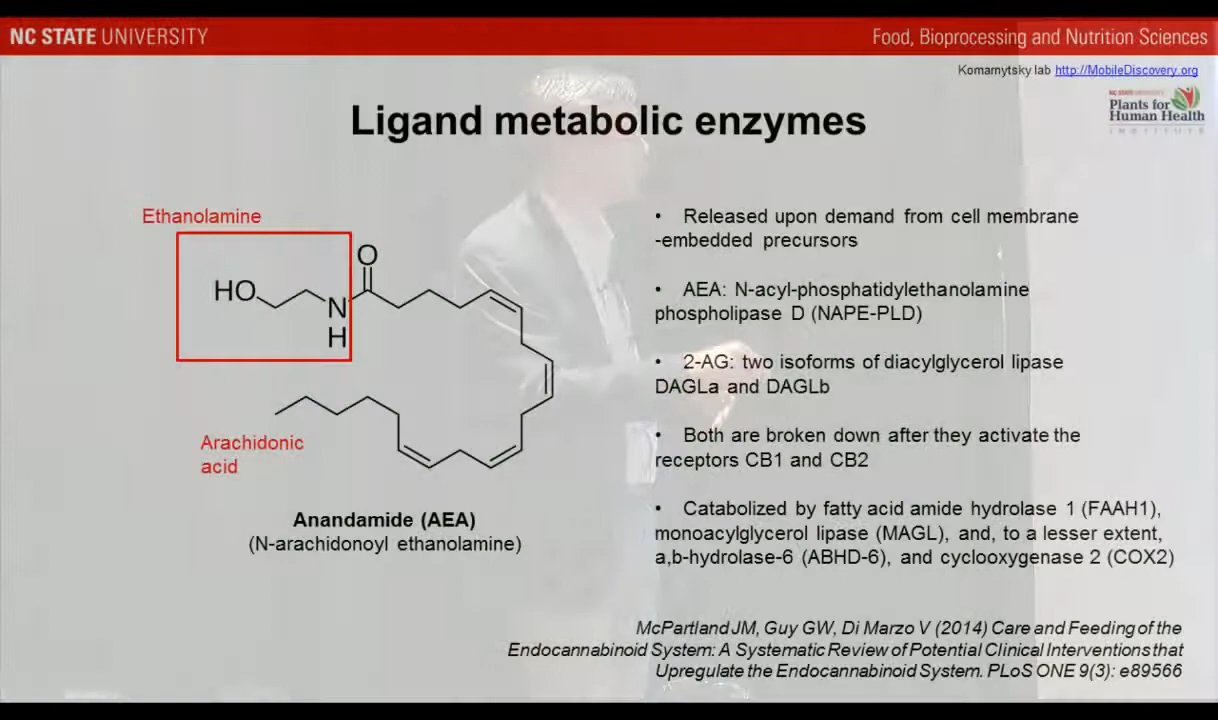 NC STATE UNIVERSITY
Food, Bioprocessing and Nutrition Sciences
Komarnytsky lab http://MobileDiscovery.org
NC STATE UNIVERSITY
Plants for
Human Health
INSTITUTE
Ligand metabolic enzymes
Ethanolamine
HO
O
N
H
Arachidonic
acid
Anandamide (AEA)
(N-arachidonoyl ethanolamine)
• Released upon demand from cell membrane
-embedded precursors
• AEA: N-acyl-phosphatidylethanolamine
phospholipase D (NAPE-PLD)
• 2-AG: two isoforms of diacylglycerol lipase
DAGLa and DAGLb
• Both are broken down after they activate the
receptors CB1 and CB2
• Catabolized by fatty acid amide hydrolase 1 (FAAH1),
monoacylglycerol lipase (MAGL), and, to a lesser extent,
a,b-hydrolase-6 (ABHD-6), and cyclooxygenase 2 (COX2)
McPartland JM, Guy GW, Di Marzo V (2014) Care and Feeding of the
Endocannabinoid System: A Systematic Review of Potential Clinical Interventions that
Upregulate the Endocannabinoid System. PLoS ONE 9(3): e89566